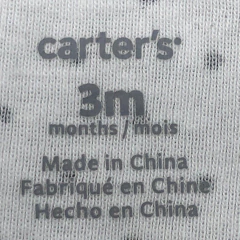 carter's®
3m
months / mois
Made in China
Fabriqué en Chine
Hecho en China